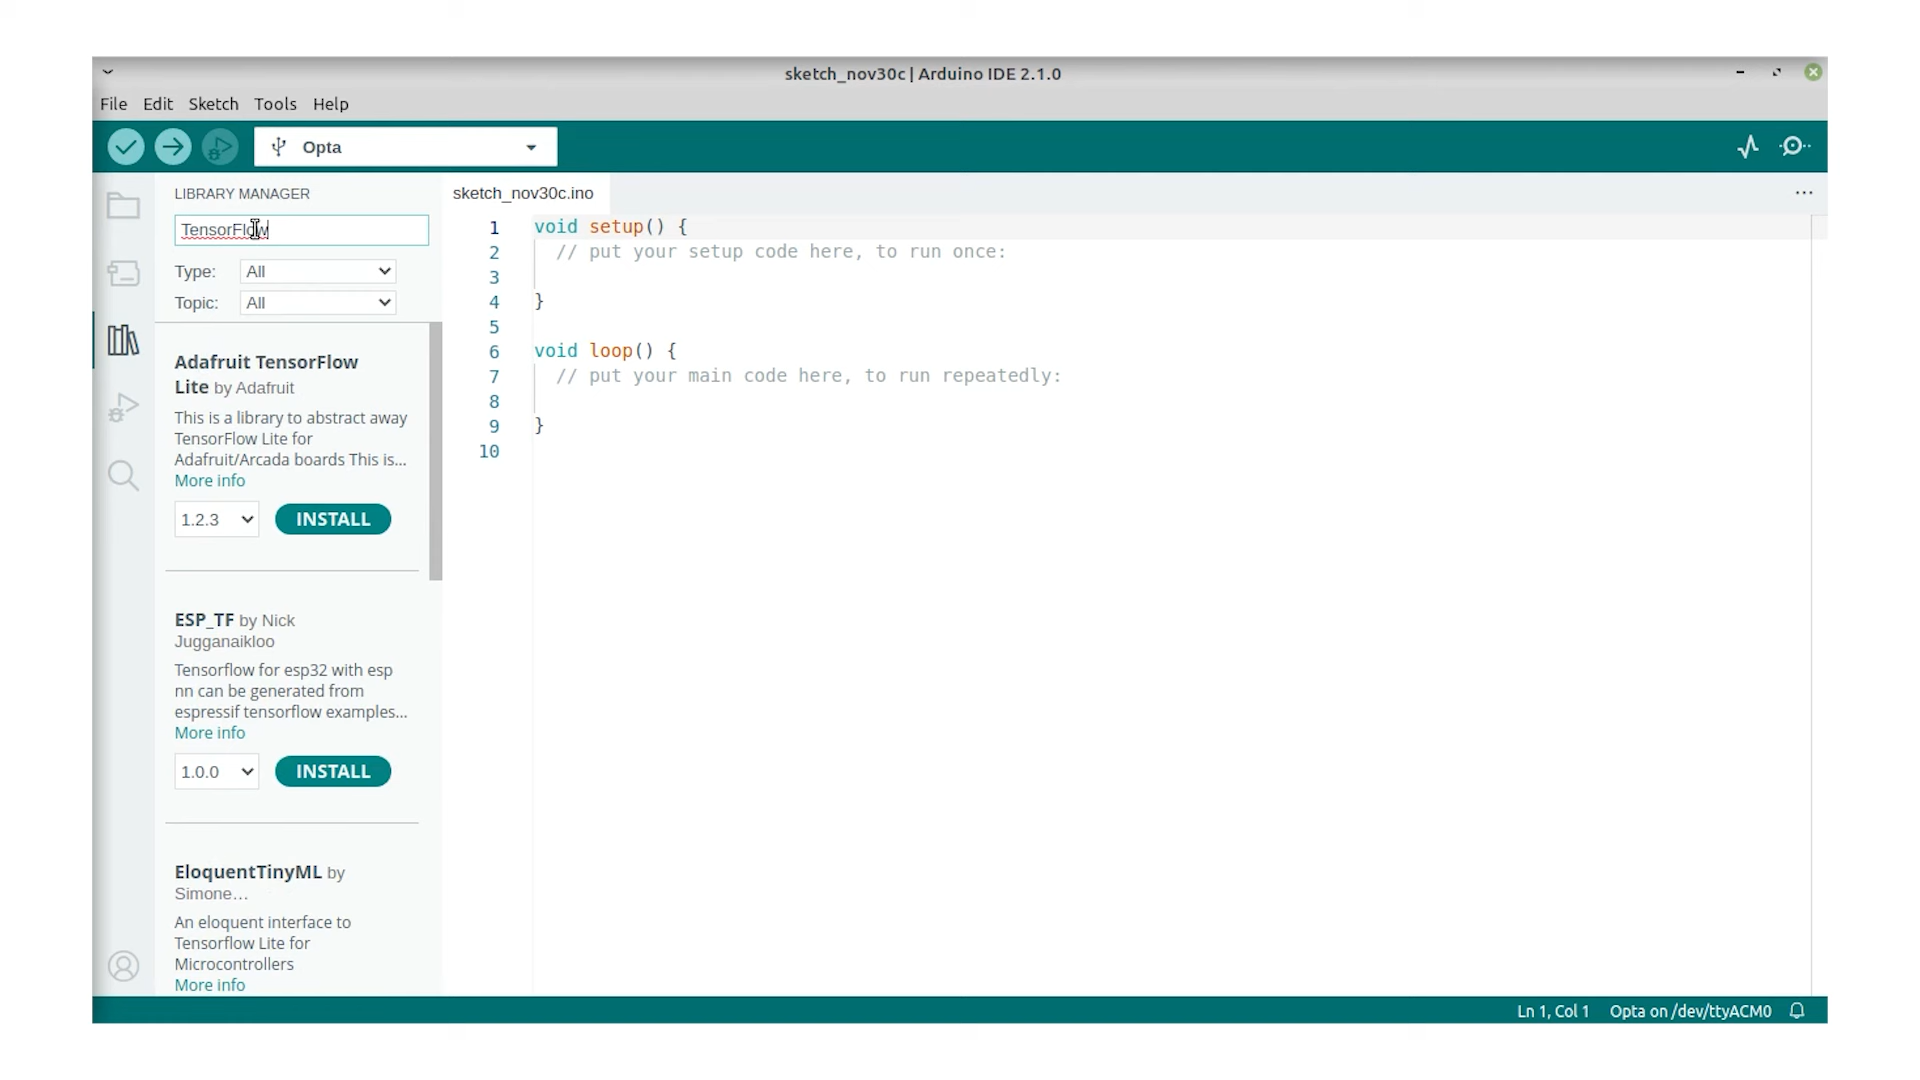 sketch_nov30c | Arduino IDE 2.1.0
File Edit Sketch Tools Help
Opta
LIBRARY MANAGER
TensorFlow
Type: All
Topic: All
Adafruit TensorFlow
Lite by Adafruit
This is a library to abstract away
TensorFlow Lite for
Adafruit/Arcada boards This is...
More info
1.2.3 INSTALL
ESP_TF by Nick
Jugganaikloo
Tensorflow for esp32 with esp
nn can be generated from
espressif tensorflow examples...
More info
1.0.0 INSTALL
EloquentTinyML by
Simone...
An eloquent interface to
Tensorflow Lite for
Microcontrollers
More info
sketch_nov30c.ino
1 void setup() {
2 // put your setup code here, to run once:
3
4 }
5
6 void loop() {
7 // put your main code here, to run repeatedly:
8
9 }
10
Ln 1, Col 1 Opta on /dev/ttyACM0